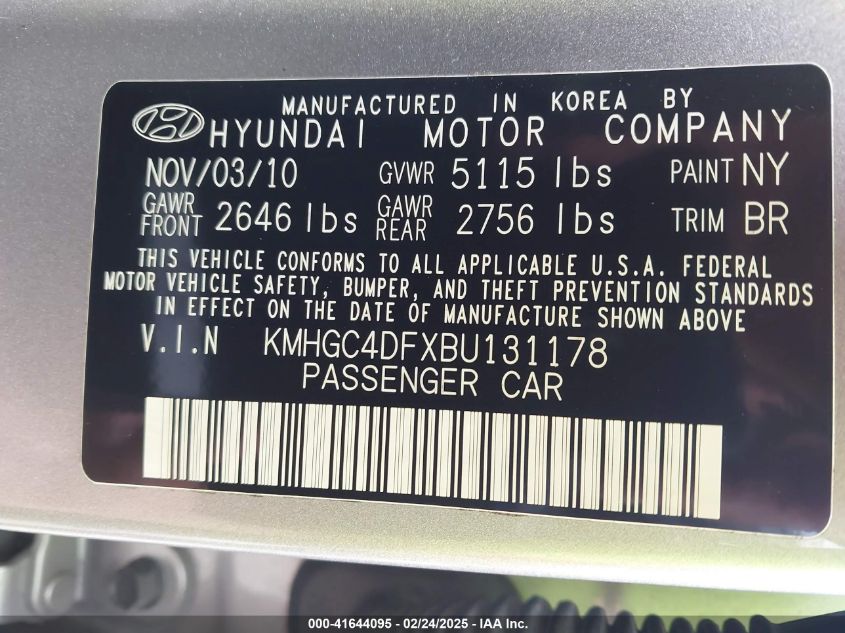 MANUFACTURED IN KOREA BY
HYUNDAI MOTOR COMPANY
NOV/03/10 GVWR 5115 lbs PAINT NY
GAWR FRONT 2646 lbs GAWR REAR 2756 lbs TRIM BR
THIS VEHICLE CONFORMS TO ALL APPLICABLE U.S.A. FEDERAL
MOTOR VEHICLE SAFETY, BUMPER, AND THEFT PREVENTION STANDARDS
IN EFFECT ON THE DATE OF MANUFACTURE SHOWN ABOVE
V.I.N KMHGC4DFXBU131178
PASSENGER CAR
000-41644095 - 02/24/2025 - IAA Inc.